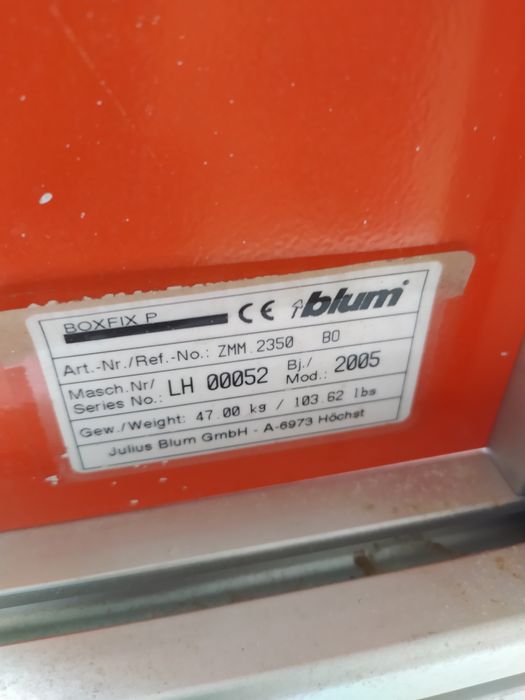 BOXFIX P CE blum
Art.-Nr./Ref.-No.: ZMM.2350 BO
Masch.Nr/ Series No.: LH 00052 Bj./ Mod.: 2005
Gew./Weight: 47.00 kg / 103.62 lbs
Julius Blum GmbH - A-6973 Höchst